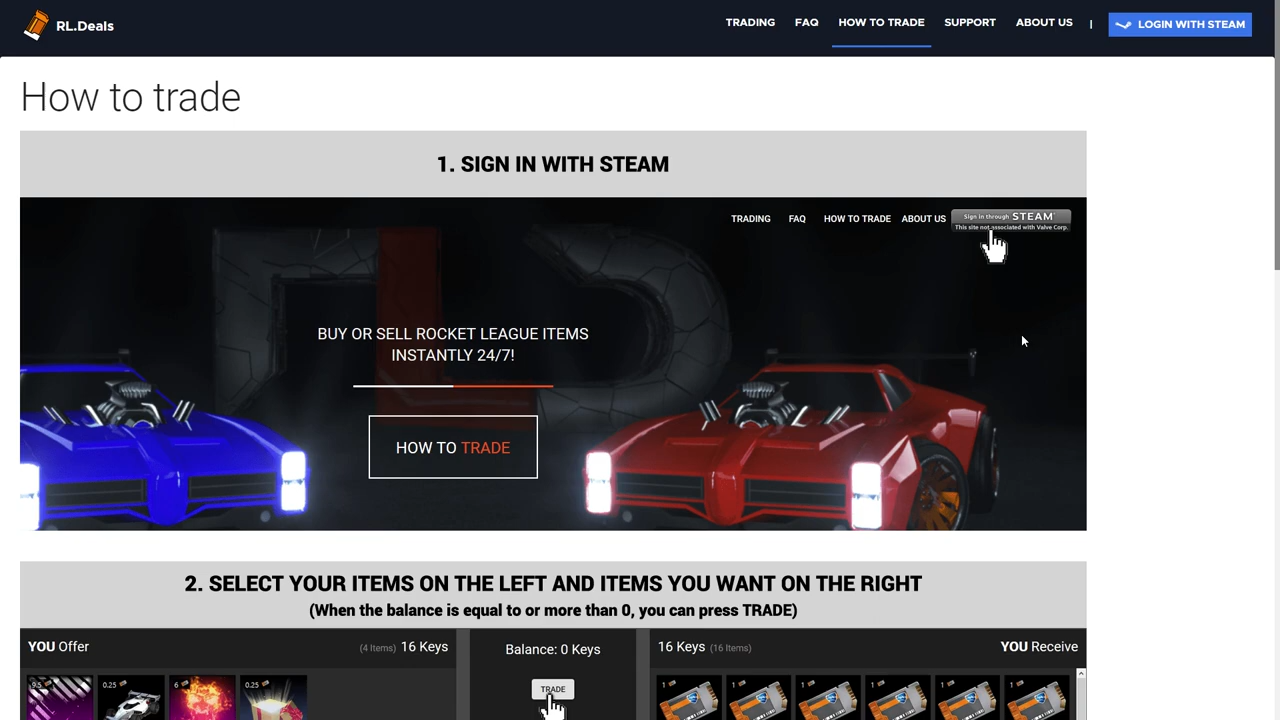 RL.Deals
TRADING FAQ HOW TO TRADE SUPPORT ABOUT US | LOGIN WITH STEAM
How to trade
1. SIGN IN WITH STEAM
TRADING FAQ HOW TO TRADE ABOUT US Sign in through STEAM
This site not associated with Valve Corp.
BUY OR SELL ROCKET LEAGUE ITEMS
INSTANTLY 24/7!
HOW TO TRADE
2. SELECT YOUR ITEMS ON THE LEFT AND ITEMS YOU WANT ON THE RIGHT
(When the balance is equal to or more than 0, you can press TRADE)
YOU Offer (4 Items) 16 Keys Balance: 0 Keys 16 Keys (16 Items) YOU Receive
9.5 0.25 6 0.25 TRADE 1 1 1 1 1 1